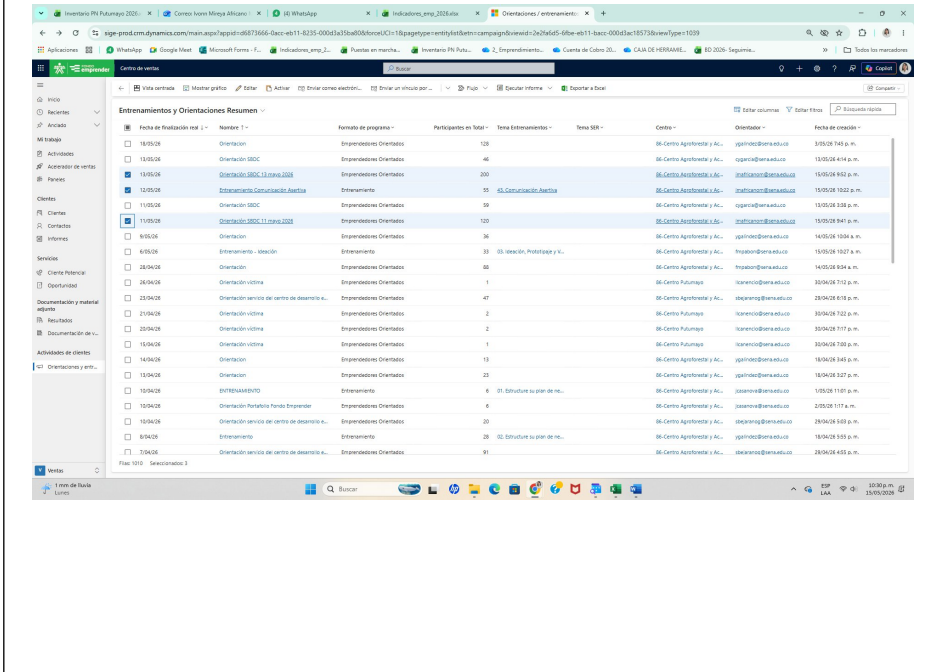 Inventario PN Putumayo 2026 - Correo: Ivonn Mireya Africano (4) WhatsApp Indicadores_emp_2026.xlsx Orientaciones / entrenamiento
sige-prod.crm.dynamics.com/main.aspx?appid=d6873666-0acc-eb11-8235-000d3a35ba80&forceUCI=1&pagetype=entitylist&etn=campaign&viewid=2e2fa6d5-6fbe-eb11-bacc-000d3ac18573&viewType=1039
Aplicaciones WhatsApp Google Meet Microsoft Forms - F... Indicadores_emp_2... Puestas en marcha... Inventario PN Putu... 2_Emprendimiento... Cuenta de Cobro 20... CAJA DE HERRAMIE... BD 2026- Seguimie... Todos los marcadores
emprender Centro de ventas Buscar Copilot
Vista centrada Mostrar gráfico Editar Activar Enviar correo electróni... Enviar un vínculo por ... Flujo Ejecutar informe Exportar a Excel Compartir
Inicio
Recientes
Anclado
Mi trabajo
Actividades
Acelerador de ventas
Paneles
Clientes
Clientes
Contactos
Informes
Servicios
Cliente Potencial
Oportunidad
Documentación y material
adjunto
Resultados
Documentación de v...
Actividades de clientes
Orientaciones y entr...
Ventas
Entrenamientos y Orientaciones Resumen Editar columnas Editar filtros Búsqueda rápida
Fecha de finalización real Nombre Formato de programa Participantes en Total Tema Entrenamientos Tema SER Centro Orientador Fecha de creación
18/05/26 Orientacion Emprendedores Orientados 128 86-Centro Agroforestal y Ac... ygalindez@sena.edu.co 3/05/26 7:45 p. m.
13/05/26 Orientación SBDC Emprendedores Orientados 46 86-Centro Agroforestal y Ac... cygarcia@sena.edu.co 13/05/26 4:14 p. m.
13/05/26 Orientación SBDC 13 mayo 2026 Emprendedores Orientados 200 86-Centro Agroforestal y Ac... imafricanom@sena.edu.co 15/05/26 9:52 p. m.
12/05/26 Entrenamiento Comunicación Asertiva Entrenamiento 55 43. Comunicación Asertiva 86-Centro Agroforestal y Ac... imafricanom@sena.edu.co 15/05/26 10:22 p. m.
11/05/26 Orientación SBDC Emprendedores Orientados 59 86-Centro Agroforestal y Ac... cygarcia@sena.edu.co 13/05/26 3:38 p. m.
11/05/26 Orientación SBDC 11 mayo 2026 Emprendedores Orientados 120 86-Centro Agroforestal y Ac... imafricanom@sena.edu.co 15/05/26 9:41 p. m.
9/05/26 Orientacion Emprendedores Orientados 36 86-Centro Agroforestal y Ac... ygalindez@sena.edu.co 14/05/26 10:04 a. m.
6/05/26 Entrenamiento - Ideación Entrenamiento 33 03. Ideación, Prototipaje y V... 86-Centro Agroforestal y Ac... fmpabon@sena.edu.co 15/05/26 10:27 a. m.
28/04/26 Orientación Emprendedores Orientados 88 86-Centro Agroforestal y Ac... fmpabon@sena.edu.co 14/05/26 9:34 a. m.
26/04/26 Orientación víctima Emprendedores Orientados 1 86-Centro Putumayo licanencio@sena.edu.co 30/04/26 7:12 p. m.
23/04/26 Orientación servicio del centro de desarrollo e... Emprendedores Orientados 47 86-Centro Agroforestal y Ac... sbejarano@sena.edu.co 29/04/26 6:18 p. m.
21/04/26 Orientación víctima Emprendedores Orientados 2 86-Centro Putumayo licanencio@sena.edu.co 30/04/26 7:22 p. m.
20/04/26 Orientación víctima Emprendedores Orientados 2 86-Centro Putumayo licanencio@sena.edu.co 30/04/26 7:17 p. m.
15/04/26 Orientación víctima Emprendedores Orientados 1 86-Centro Putumayo licanencio@sena.edu.co 30/04/26 7:00 p. m.
14/04/26 Orientacion Emprendedores Orientados 13 86-Centro Agroforestal y Ac... ygalindez@sena.edu.co 18/04/26 3:45 p. m.
13/04/26 Orientacion Emprendedores Orientados 23 86-Centro Agroforestal y Ac... ygalindez@sena.edu.co 18/04/26 3:27 p. m.
10/04/26 ENTRENAMIENTO Entrenamiento 6 01. Estructure su plan de ne... 86-Centro Agroforestal y Ac... jcasanova@sena.edu.co 1/05/26 11:01 p. m.
10/04/26 Orientación Portafolio Fondo Emprender Emprendedores Orientados 6 86-Centro Agroforestal y Ac... jcasanova@sena.edu.co 2/05/26 1:17 a. m.
10/04/26 Orientación servicio del centro de desarrollo e... Emprendedores Orientados 20 86-Centro Agroforestal y Ac... sbejaranog@sena.edu.co 29/04/26 5:03 p. m.
8/04/26 Entrenamiento Entrenamiento 28 02. Estructure su plan de ne... 86-Centro Agroforestal y Ac... ygalindez@sena.edu.co 18/04/26 5:55 p. m.
7/04/26 Orientación servicio del centro de desarrollo e... Emprendedores Orientados 91 86-Centro Agroforestal y Ac... sbejaranog@sena.edu.co 29/04/26 4:55 p. m.
Filas: 1010 Seleccionados: 3
1 mm de lluvia
Lunes
Buscar
ESP
LAA
10:30 p. m.
15/05/2026